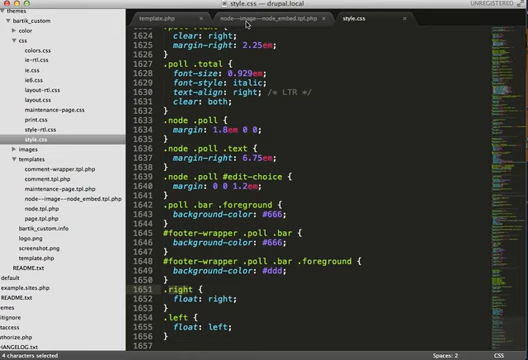 style.css — drupal.local
UNREGISTERED
template.php
node--image--node_embed.tpl.php
style.css
themes
bartik_custom
color
css
colors.css
ie-rtl.css
ie.css
ie6.css
layout-rtl.css
layout.css
maintenance-page.css
print.css
style-rtl.css
style.css
images
templates
comment-wrapper.tpl.php
comment.tpl.php
maintenance-page.tpl.php
node--image--node_embed.tpl.php
node.tpl.php
page.tpl.php
bartik_custom.info
logo.png
screenshot.png
template.php
README.txt
default
example.sites.php
README.txt
1624 clear: right;
1625 margin-right: 2.25em;
1626 }
1627 .poll .total {
1628 font-size: 0.929em;
1629 font-style: italic;
1630 text-align: right; /* LTR */
1631 clear: both;
1632 }
1633 .node .poll {
1634 margin: 1.8em 0 0;
1635 }
1636 .node .poll .text {
1637 margin-right: 6.75em;
1638 }
1639 .node .poll #edit-choice {
1640 margin: 0 0 1.2em;
1641 }
1642 .poll .bar .foreground {
1643 background-color: #666;
1644 }
1645 #footer-wrapper .poll .bar {
1646 background-color: #666;
1647 }
1648 #footer-wrapper .poll .bar .foreground {
1649 background-color: #ddd;
1650 }
1651 .right {
1652 float: right;
1653 }
1654 .left {
1655 float: left;
1656 }
1657
4 characters selected
Spaces: 2
CSS